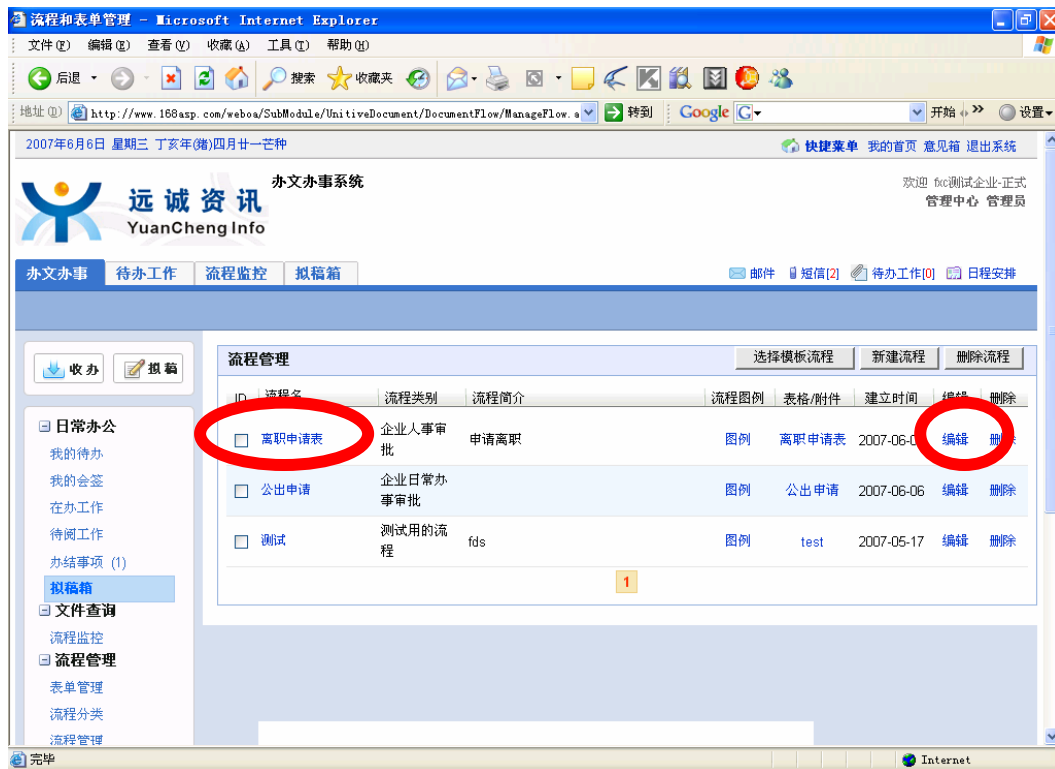 流程和表单管理 - Microsoft Internet Explorer
文件(F) 编辑(E) 查看(V) 收藏(A) 工具(T) 帮助(H)
后退 搜索 收藏夹
地址(D) http://www.168asp.com/weboa/SubModule/UnitiveDocument/DocumentFlow/ManageFlow.a 转到 Google G 开始 » 设置
2007年6月6日 星期三 丁亥年(猪)四月廿一芒种 快捷菜单 我的首页 意见箱 退出系统
远诚资讯
YuanCheng Info
办文办事系统
欢迎 fxc测试企业-正式
管理中心 管理员
办文办事 待办工作 流程监控 拟稿箱 邮件 短信[2] 待办工作[0] 日程安排
收办 拟稿
流程管理 选择模板流程 新建流程 删除流程
ID 流程名 流程类别 流程简介 流程图例 表格/附件 建立时间 编辑 删除
离职申请表 企业人事审批 申请离职 图例 离职申请表 2007-06-0 编辑 删除
公出申请 企业日常办事审批 图例 公出申请 2007-06-06 编辑 删除
测试 测试用的流程 fds 图例 test 2007-05-17 编辑 删除
1
日常办公
我的待办
我的会签
在办工作
待阅工作
办结事项 (1)
拟稿箱
文件查询
流程监控
流程管理
表单管理
流程分类
流程管理
完毕 Internet